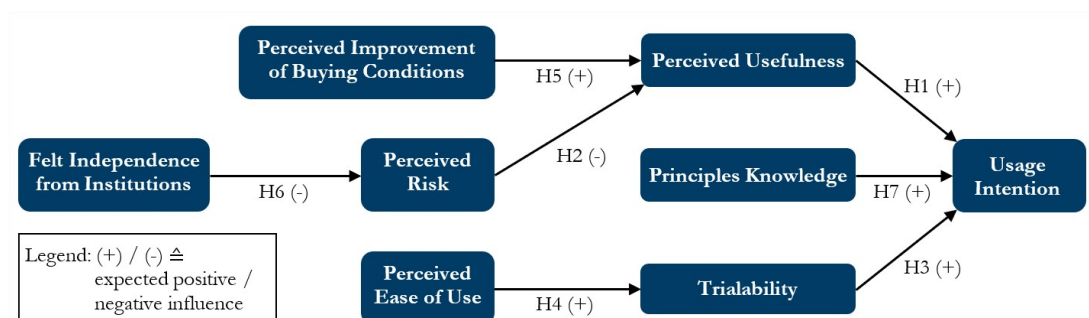 Perceived Improvement
of Buying Conditions
H5 (+)
Perceived Usefulness
H1 (+)
Felt Independence
from Institutions
H6 (-)
Perceived
Risk
H2 (-)
Principles Knowledge
H7 (+)
Usage
Intention
Legend: (+) / (-) ≙
expected positive /
negative influence
Perceived
Ease of Use
H4 (+)
Trialability
H3 (+)